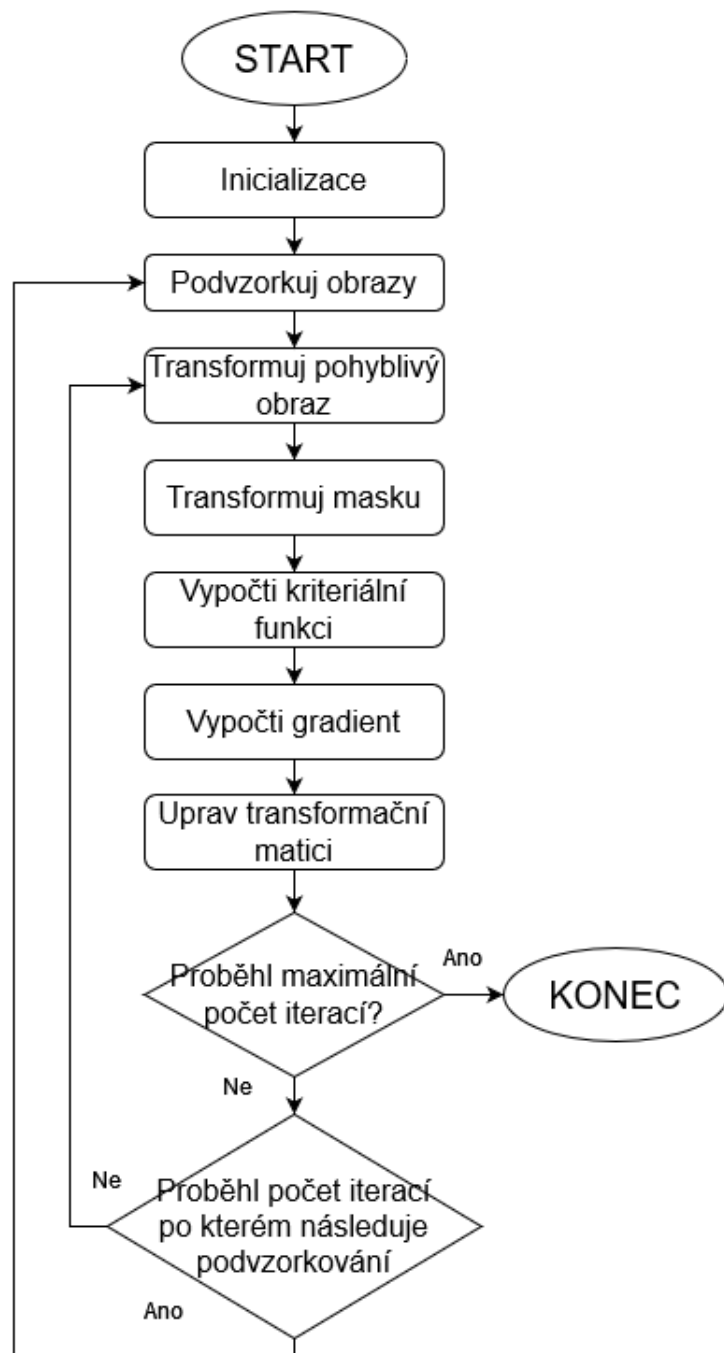 START
Inicializace
Podvzorkuj obrazy
Transformuj pohyblivý
obraz
Transformuj masku
Vypočti kriteriální
funkci
Vypočti gradient
Uprav transformační
matici
Proběhl maximální
počet iterací?
Ano
KONEC
Ne
Ne
Proběhl počet iterací
po kterém následuje
podvzorkování
Ano